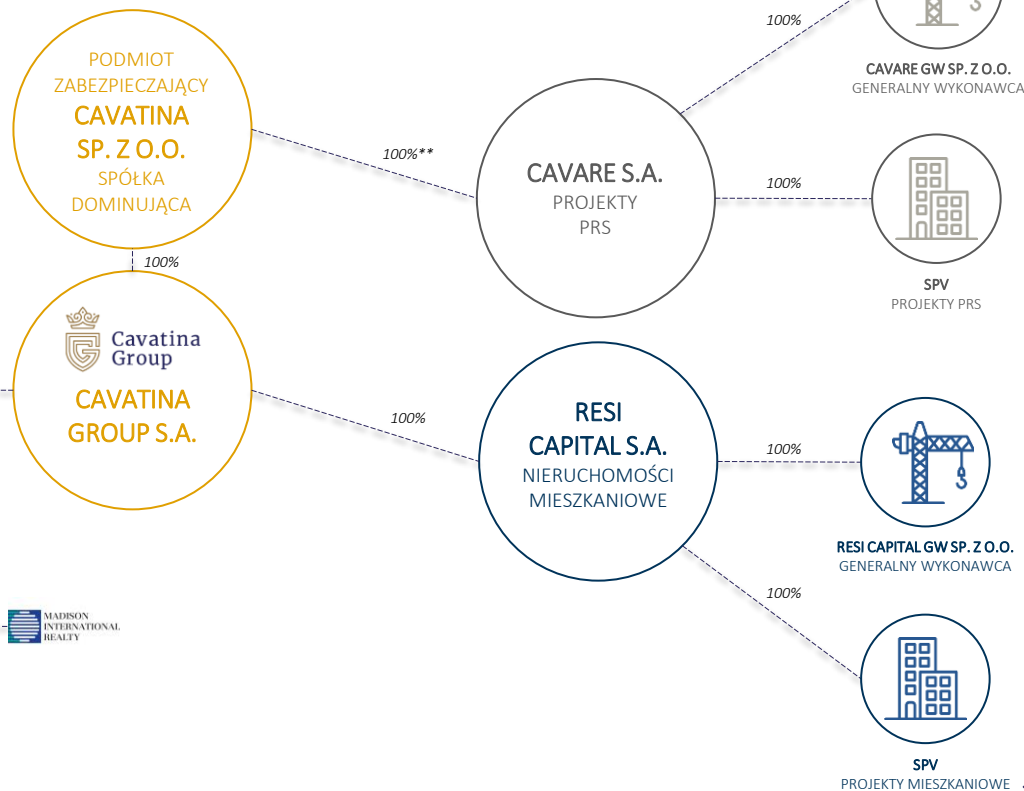 PODMIOT
ZABEZPIECZAJĄCY
CAVATINA
SP. Z O.O.
SPÓŁKA
DOMINUJĄCA
100%
Cavatina
Group
CAVATINA
GROUP S.A.
MADISON
INTERNATIONAL
REALTY
100%**
CAVARE S.A.
PROJEKTY
PRS
100%
CAVARE GW SP. Z O.O.
GENERALNY WYKONAWCA
100%
SPV
PROJEKTY PRS
100%
RESI
CAPITAL S.A.
NIERUCHOMOŚCI
MIESZKANIOWE
100%
RESI CAPITAL GW SP. Z O.O.
GENERALNY WYKONAWCA
100%
SPV
PROJEKTY MIESZKANIOWE